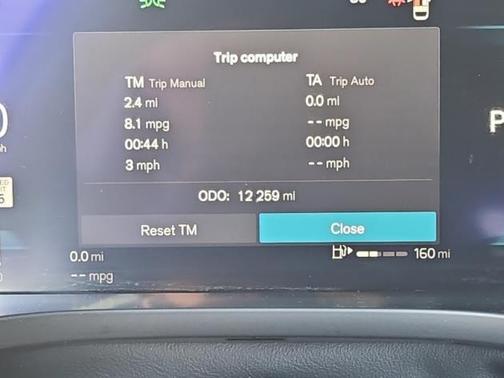 Trip computer
TM Trip Manual TA Trip Auto
2.4 mi 0.0 mi
8.1 mpg -- mpg
00:44 h 00:00 h
3 mph -- mph
ODO: 12 259 mi
Reset TM Close
0.0 mi 160 mi
-- mpg
P